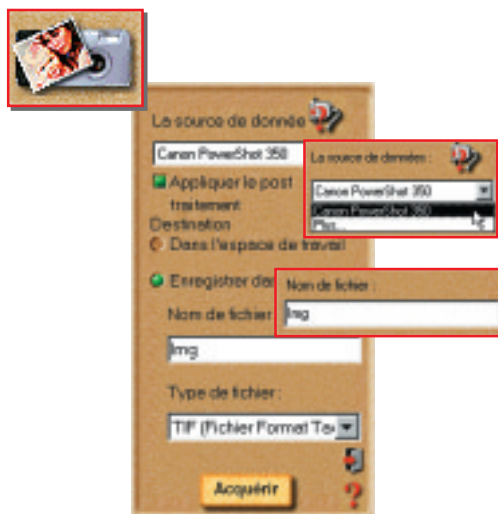 La source de donnée
Canon PowerShot 350
La source de données :
Canon PowerShot 350
Canon PowerShot 350
Plus...
Appliquer le post
traitement
Destination
Dans l'espace de travail
Enregistrer dan
Nom de fichier :
Img
Nom de fichier
Img
Type de fichier :
TIF (Fichier Format Ta
Acquérir
?